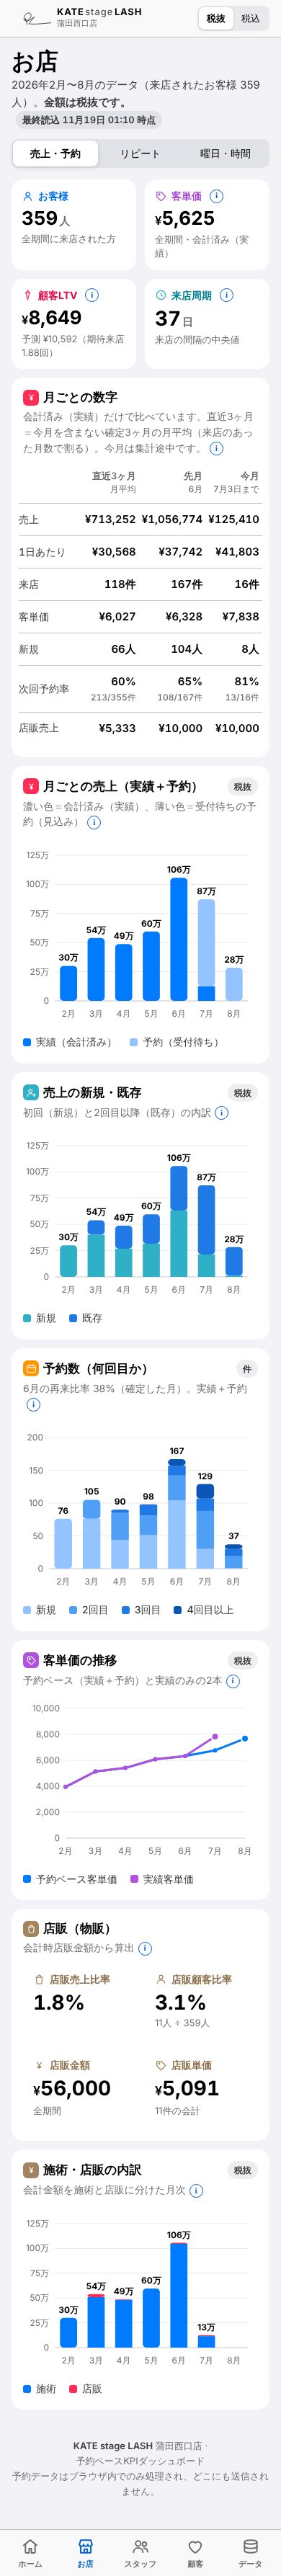 KATE stage LASH
蒲田西口店
税抜 税込
お店
2026年2月〜8月のデータ（来店されたお客様 359
人）。金額は税抜です。
最終読込 11月19日 01:10 時点
売上・予約 リピート 曜日・時間
お客様
359人
全期間に来店された方
客単価
¥5,625
全期間・会計済み（実
績）
顧客LTV
¥8,649
予測 ¥10,592（期待来店
1.88回）
来店周期
37日
来店の間隔の中央値
¥ 月ごとの数字
会計済み（実績）だけで比べています。直近3ヶ月
＝今月を含まない確定3ヶ月の月平均（来店のあっ
た月数で割る）。今月は集計途中です。
直近3ヶ月 先月 今月
月平均 6月 7月3日まで
売上 ¥713,252 ¥1,056,774 ¥125,410
1日あたり ¥30,568 ¥37,742 ¥41,803
来店 118件 167件 16件
客単価 ¥6,027 ¥6,328 ¥7,838
新規 66人 104人 8人
次回予約率 60% 65% 81%
213/355件 108/167件 13/16件
店販売上 ¥5,333 ¥10,000 ¥10,000
¥ 月ごとの売上（実績＋予約） 税抜
濃い色＝会計済み（実績）、薄い色＝受付待ちの予
約（見込み）
125万
100万
75万
50万
25万
0
30万 54万 49万 60万 106万 87万 28万
2月 3月 4月 5月 6月 7月 8月
実績（会計済み） 予約（受付待ち）
売上の新規・既存 税抜
初回（新規）と2回目以降（既存）の内訳
125万
100万
75万
50万
25万
0
30万 54万 49万 60万 106万 87万 28万
2月 3月 4月 5月 6月 7月 8月
新規 既存
予約数（何回目か） 件
6月の再来比率 38%（確定した月）。実績＋予約
200
150
100
50
0
76 105 90 98 167 129 37
2月 3月 4月 5月 6月 7月 8月
新規 2回目 3回目 4回目以上
客単価の推移 税抜
予約ベース（実績＋予約）と実績のみの2本
10,000
8,000
6,000
4,000
2,000
0
2月 3月 4月 5月 6月 7月 8月
予約ベース客単価 実績客単価
店販（物販）
会計時店販金額から算出
店販売上比率
1.8%
店販顧客比率
3.1%
11人 ÷ 359人
¥ 店販金額
¥56,000
全期間
店販単価
¥5,091
11件の会計
¥ 施術・店販の内訳 税抜
会計金額を施術と店販に分けた月次
125万
100万
75万
50万
25万
0
30万 54万 49万 60万 106万 13万
2月 3月 4月 5月 6月 7月 8月
施術 店販
KATE stage LASH 蒲田西口店 ·
予約ベースKPIダッシュボード
予約データはブラウザ内でのみ処理され、どこにも送信され
ません。
ホーム お店 スタッフ 顧客 データ